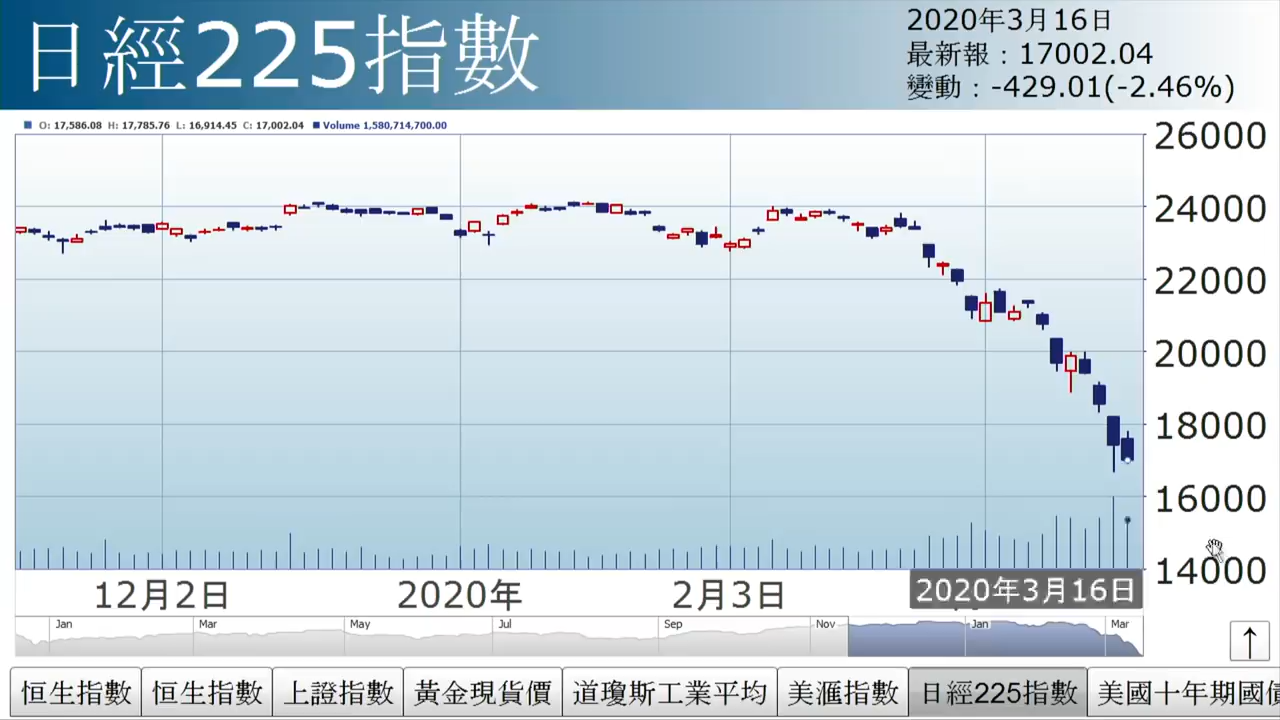 日經225指數
2020年3月16日
最新報：17002.04
變動：-429.01(-2.46%)
O: 17,586.08 H: 17,785.76 L: 16,914.45 C: 17,002.04 Volume 1,580,714,700.00
26000
24000
22000
20000
18000
16000
14000
12月2日 2020年 2月3日 2020年3月16日
Jan Mar May Jul Sep Nov Jan Mar
↑
恒生指數 恒生指數 上證指數 黃金現貨價 道瓊斯工業平均 美滙指數 日經225指數 美國十年期國債